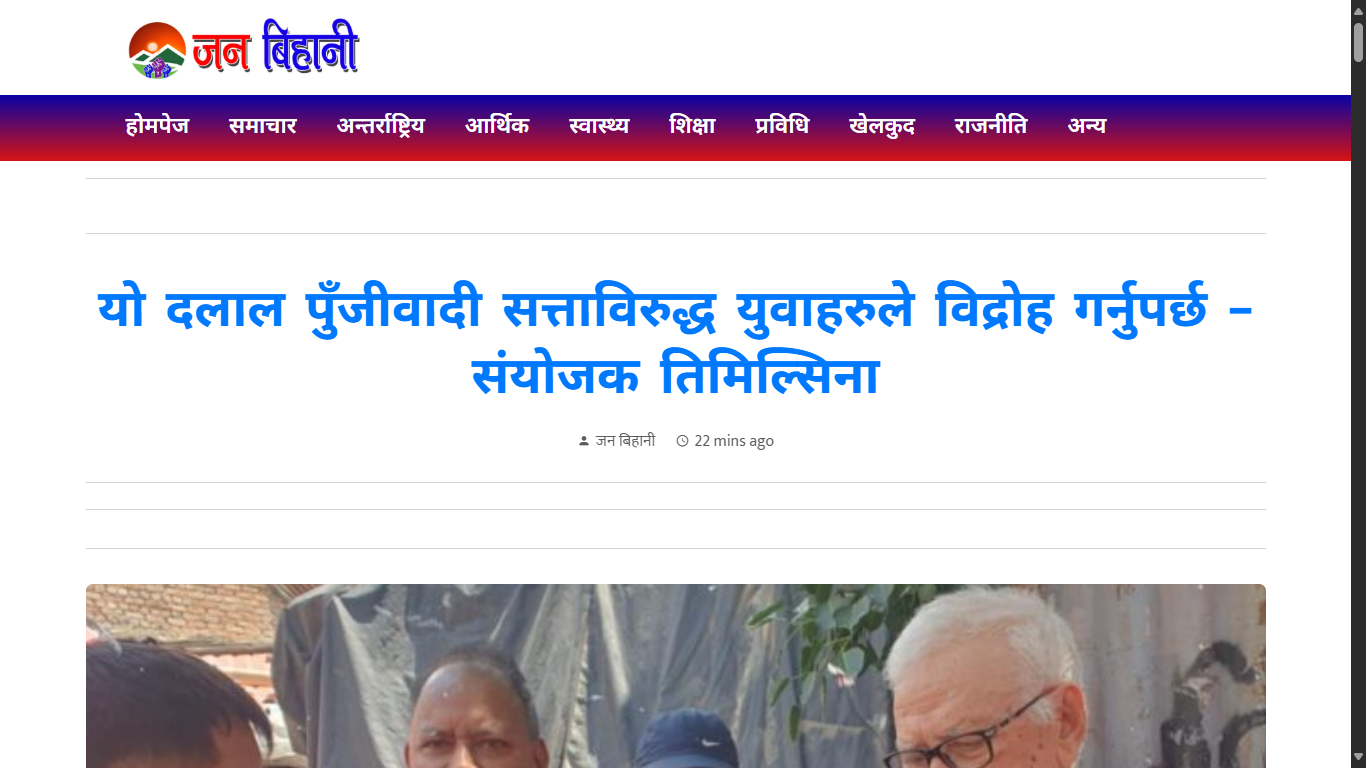 जन बिहानी
होमपेज समाचार अन्तर्राष्ट्रिय आर्थिक स्वास्थ्य शिक्षा प्रविधि खेलकुद राजनीति अन्य
यो दलाल पुँजीवादी सत्ताविरुद्ध युवाहरुले विद्रोह गर्नुपर्छ –
संयोजक तिमिल्सिना
जन बिहानी 22 mins ago